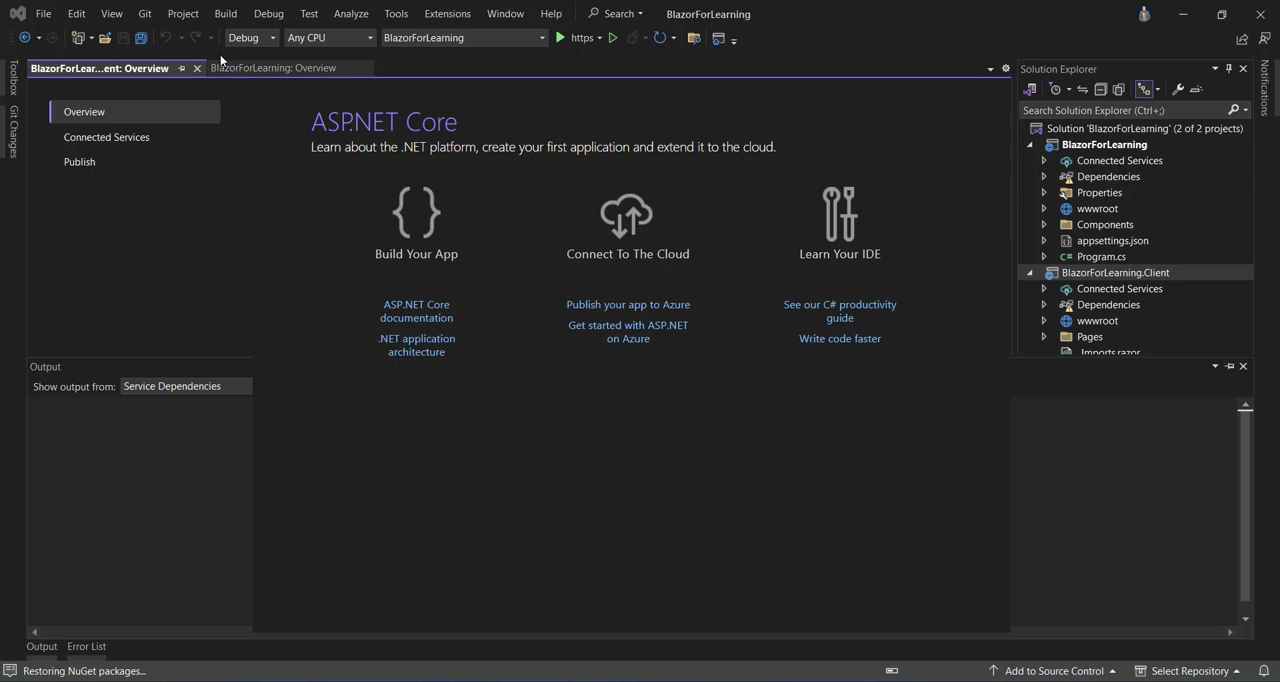 File Edit View Git Project Build Debug Test Analyze Tools Extensions Window Help Search BlazorForLearning
Debug Any CPU BlazorForLearning https
BlazorForLear...ent: Overview BlazorForLearning: Overview
Toolbox
Git Changes
Overview
Connected Services
Publish
ASP.NET Core
Learn about the .NET platform, create your first application and extend it to the cloud.
Build Your App
Connect To The Cloud
Learn Your IDE
ASP.NET Core
documentation
.NET application
architecture
Publish your app to Azure
Get started with ASP.NET
on Azure
See our C# productivity
guide
Write code faster
Solution Explorer
Search Solution Explorer (Ctrl+;)
Solution 'BlazorForLearning' (2 of 2 projects)
BlazorForLearning
Connected Services
Dependencies
Properties
wwwroot
Components
appsettings.json
C# Program.cs
BlazorForLearning.Client
Connected Services
Dependencies
wwwroot
Pages
_Imports.razor
Notifications
Output
Show output from: Service Dependencies
Output Error List
Restoring NuGet packages... Add to Source Control Select Repository